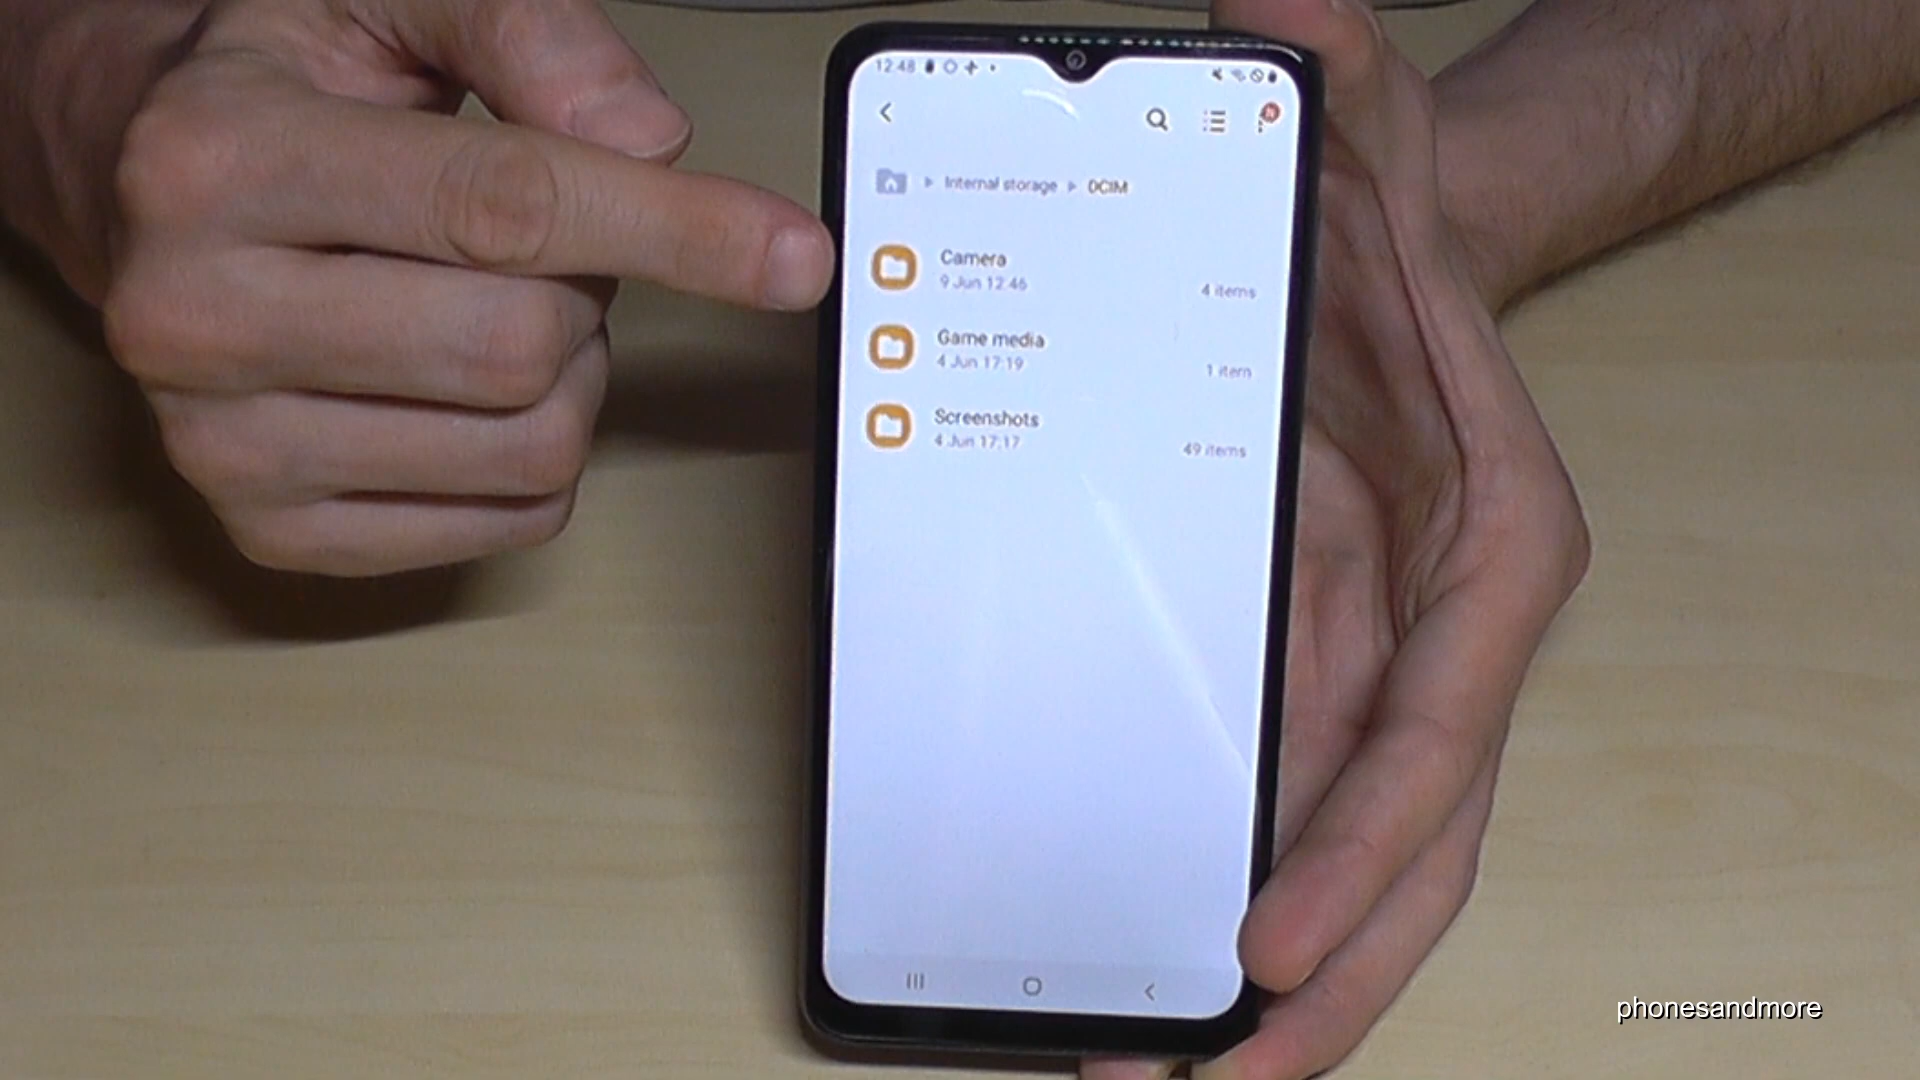 12:48
N
Internal storage DCIM
Camera
9 Jun 12:46
4 items
Game media
4 Jun 17:19
1 item
Screenshots
4 Jun 17:17
49 items
phonesandmore